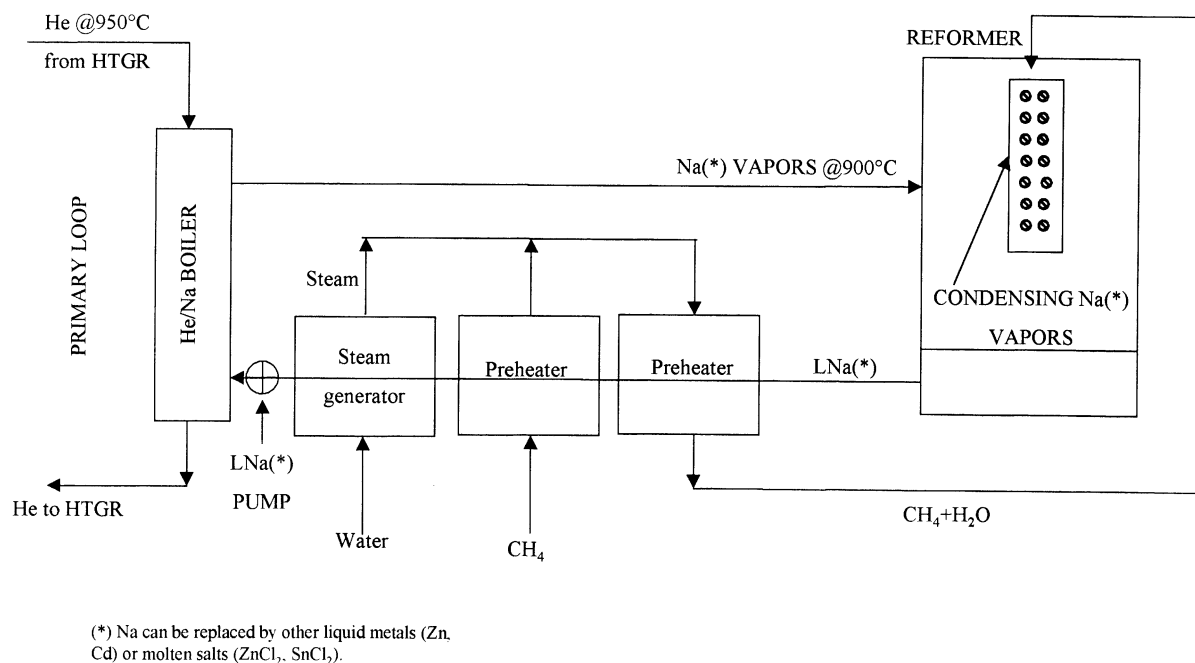 He @950°C
from HTGR
REFORMER
PRIMARY LOOP
He/Na BOILER
Na(*) VAPORS @900°C
CONDENSING Na(*)
VAPORS
Steam
Steam
generator
Preheater
Preheater
LNa(*)
LNa(*)
PUMP
He to HTGR
Water
CH₄
CH₄+H₂O
(*) Na can be replaced by other liquid metals (Zn,
Cd) or molten salts (ZnCl₂, SnCl₂).